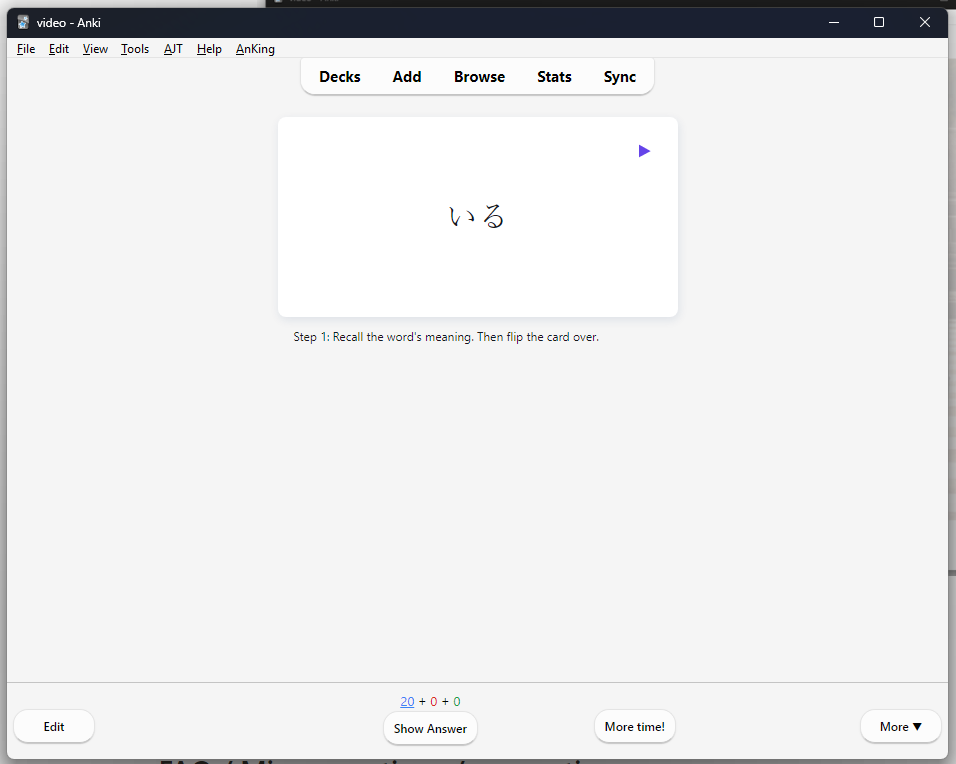 video - Anki
File Edit View Tools AJT Help AnKing
Decks Add Browse Stats Sync
いる
Step 1: Recall the word's meaning. Then flip the card over.
20 + 0 + 0
Edit Show Answer More time! More ▼